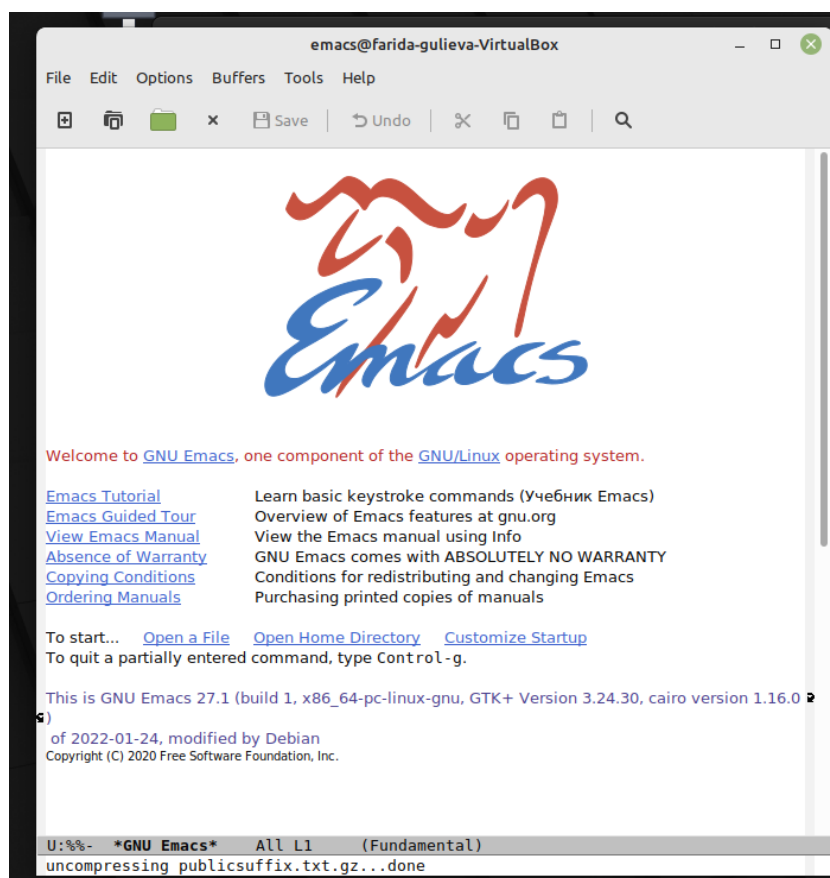 emacs@farida-gulieva-VirtualBox
File Edit Options Buffers Tools Help
Save Undo
Emacs
Welcome to GNU Emacs, one component of the GNU/Linux operating system.
Emacs Tutorial Learn basic keystroke commands (Учебник Emacs)
Emacs Guided Tour Overview of Emacs features at gnu.org
View Emacs Manual View the Emacs manual using Info
Absence of Warranty GNU Emacs comes with ABSOLUTELY NO WARRANTY
Copying Conditions Conditions for redistributing and changing Emacs
Ordering Manuals Purchasing printed copies of manuals
To start... Open a File Open Home Directory Customize Startup
To quit a partially entered command, type Control-g.
This is GNU Emacs 27.1 (build 1, x86_64-pc-linux-gnu, GTK+ Version 3.24.30, cairo version 1.16.0
)
of 2022-01-24, modified by Debian
Copyright (C) 2020 Free Software Foundation, Inc.
U:%%- *GNU Emacs* All L1 (Fundamental)
uncompressing publicsuffix.txt.gz...done